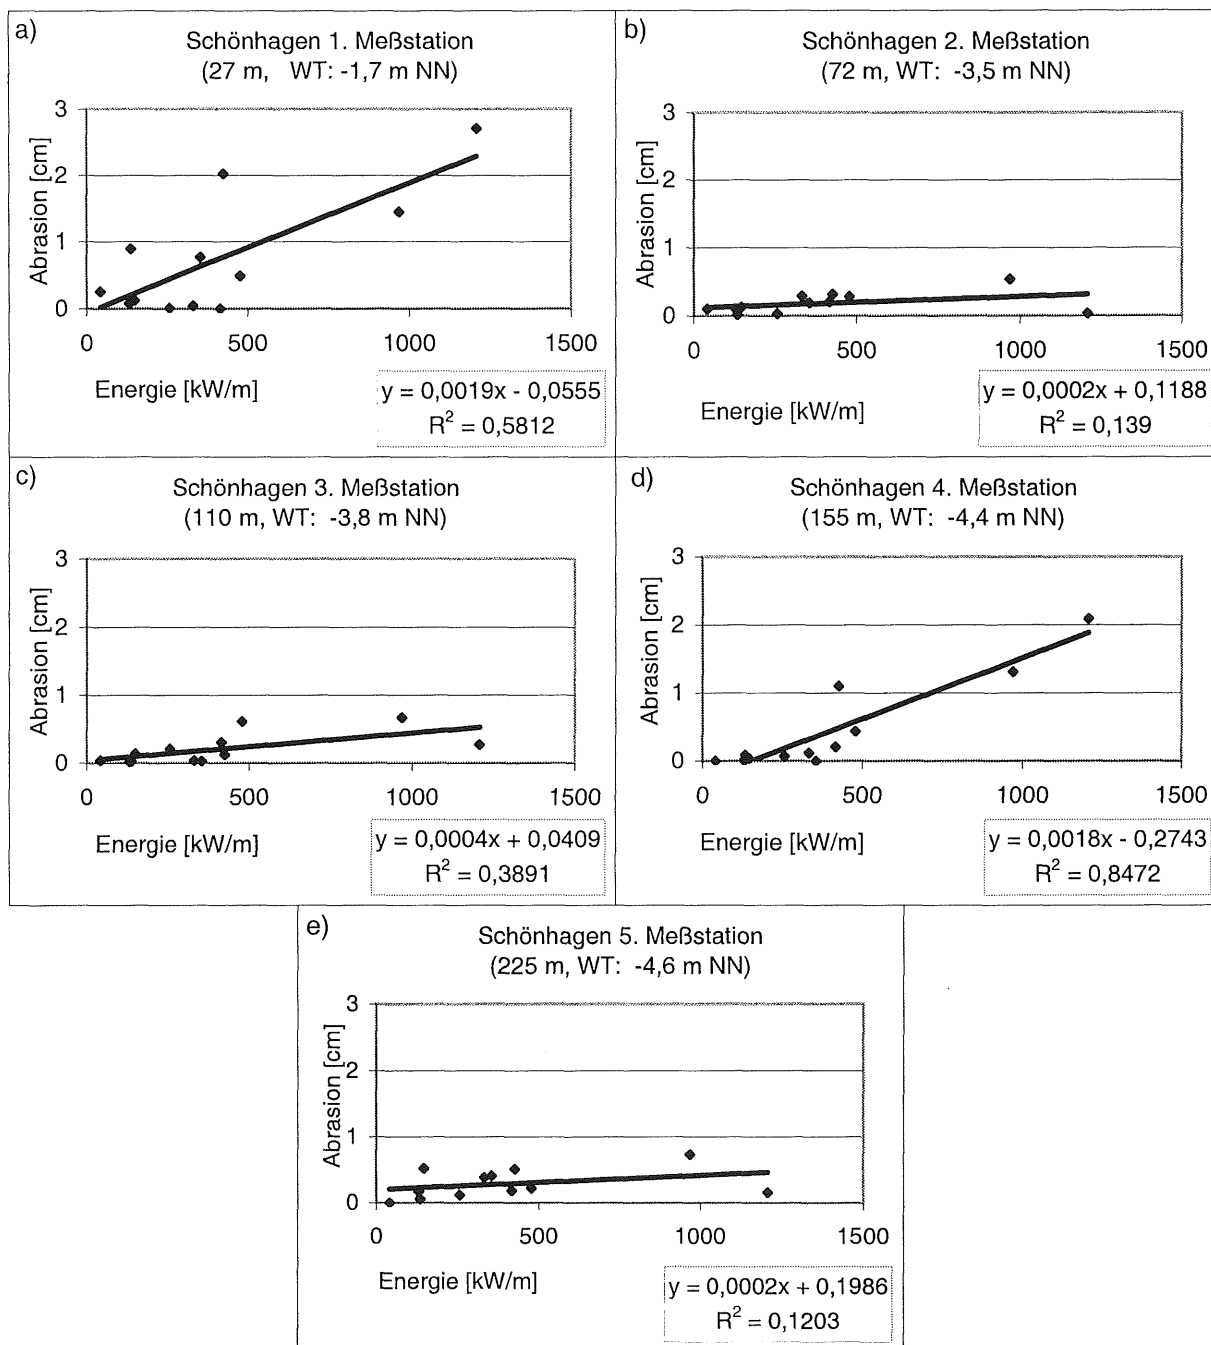 a)
Schönhagen 1. Meßstation
(27 m, WT: -1,7 m NN)
Abrasion [cm]
3
2
1
0
0 500 1000 1500
Energie [kW/m]
y = 0,0019x - 0,0555
R² = 0,5812
b)
Schönhagen 2. Meßstation
(72 m, WT: -3,5 m NN)
Abrasion [cm]
3
2
1
0
0 500 1000 1500
Energie [kW/m]
y = 0,0002x + 0,1188
R² = 0,139
c)
Schönhagen 3. Meßstation
(110 m, WT: -3,8 m NN)
Abrasion [cm]
3
2
1
0
0 500 1000 1500
Energie [kW/m]
y = 0,0004x + 0,0409
R² = 0,3891
d)
Schönhagen 4. Meßstation
(155 m, WT: -4,4 m NN)
Abrasion [cm]
3
2
1
0
0 500 1000 1500
Energie [kW/m]
y = 0,0018x - 0,2743
R² = 0,8472
e)
Schönhagen 5. Meßstation
(225 m, WT: -4,6 m NN)
Abrasion [cm]
3
2
1
0
0 500 1000 1500
Energie [kW/m]
y = 0,0002x + 0,1986
R² = 0,1203